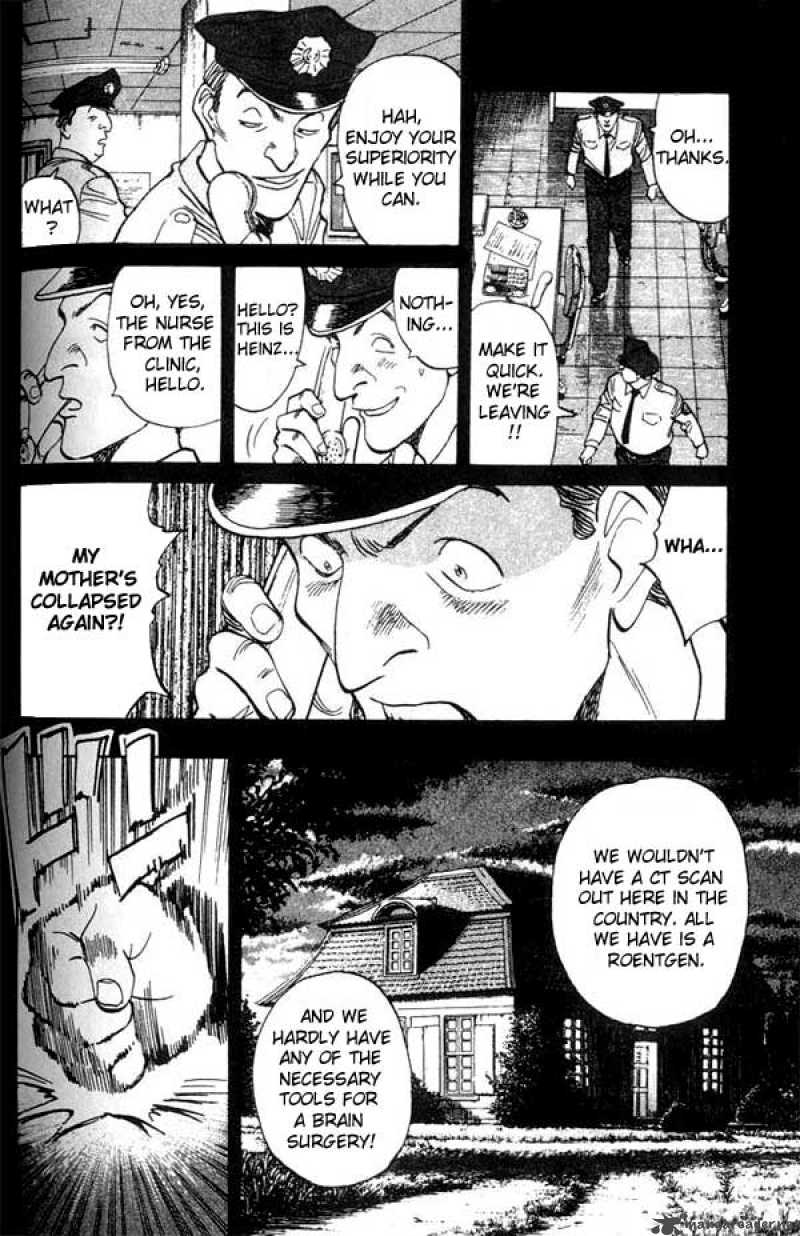 OH...
THANKS.
MAKE IT
QUICK.
WE'RE
LEAVING
!!
HAH,
ENJOY YOUR
SUPERIORITY
WHILE YOU
CAN.
WHAT
?
NOTH-
ING...
HELLO?
THIS IS
HEINZ...
OH, YES,
THE NURSE
FROM THE
CLINIC,
HELLO.
WHA...
MY
MOTHER'S
COLLAPSED
AGAIN?!
WE WOULDN'T
HAVE A CT SCAN
OUT HERE IN THE
COUNTRY. ALL
WE HAVE IS A
ROENTGEN.
AND WE
HARDLY HAVE
ANY OF THE
NECESSARY
TOOLS FOR
A BRAIN
SURGERY!
mangareader.net